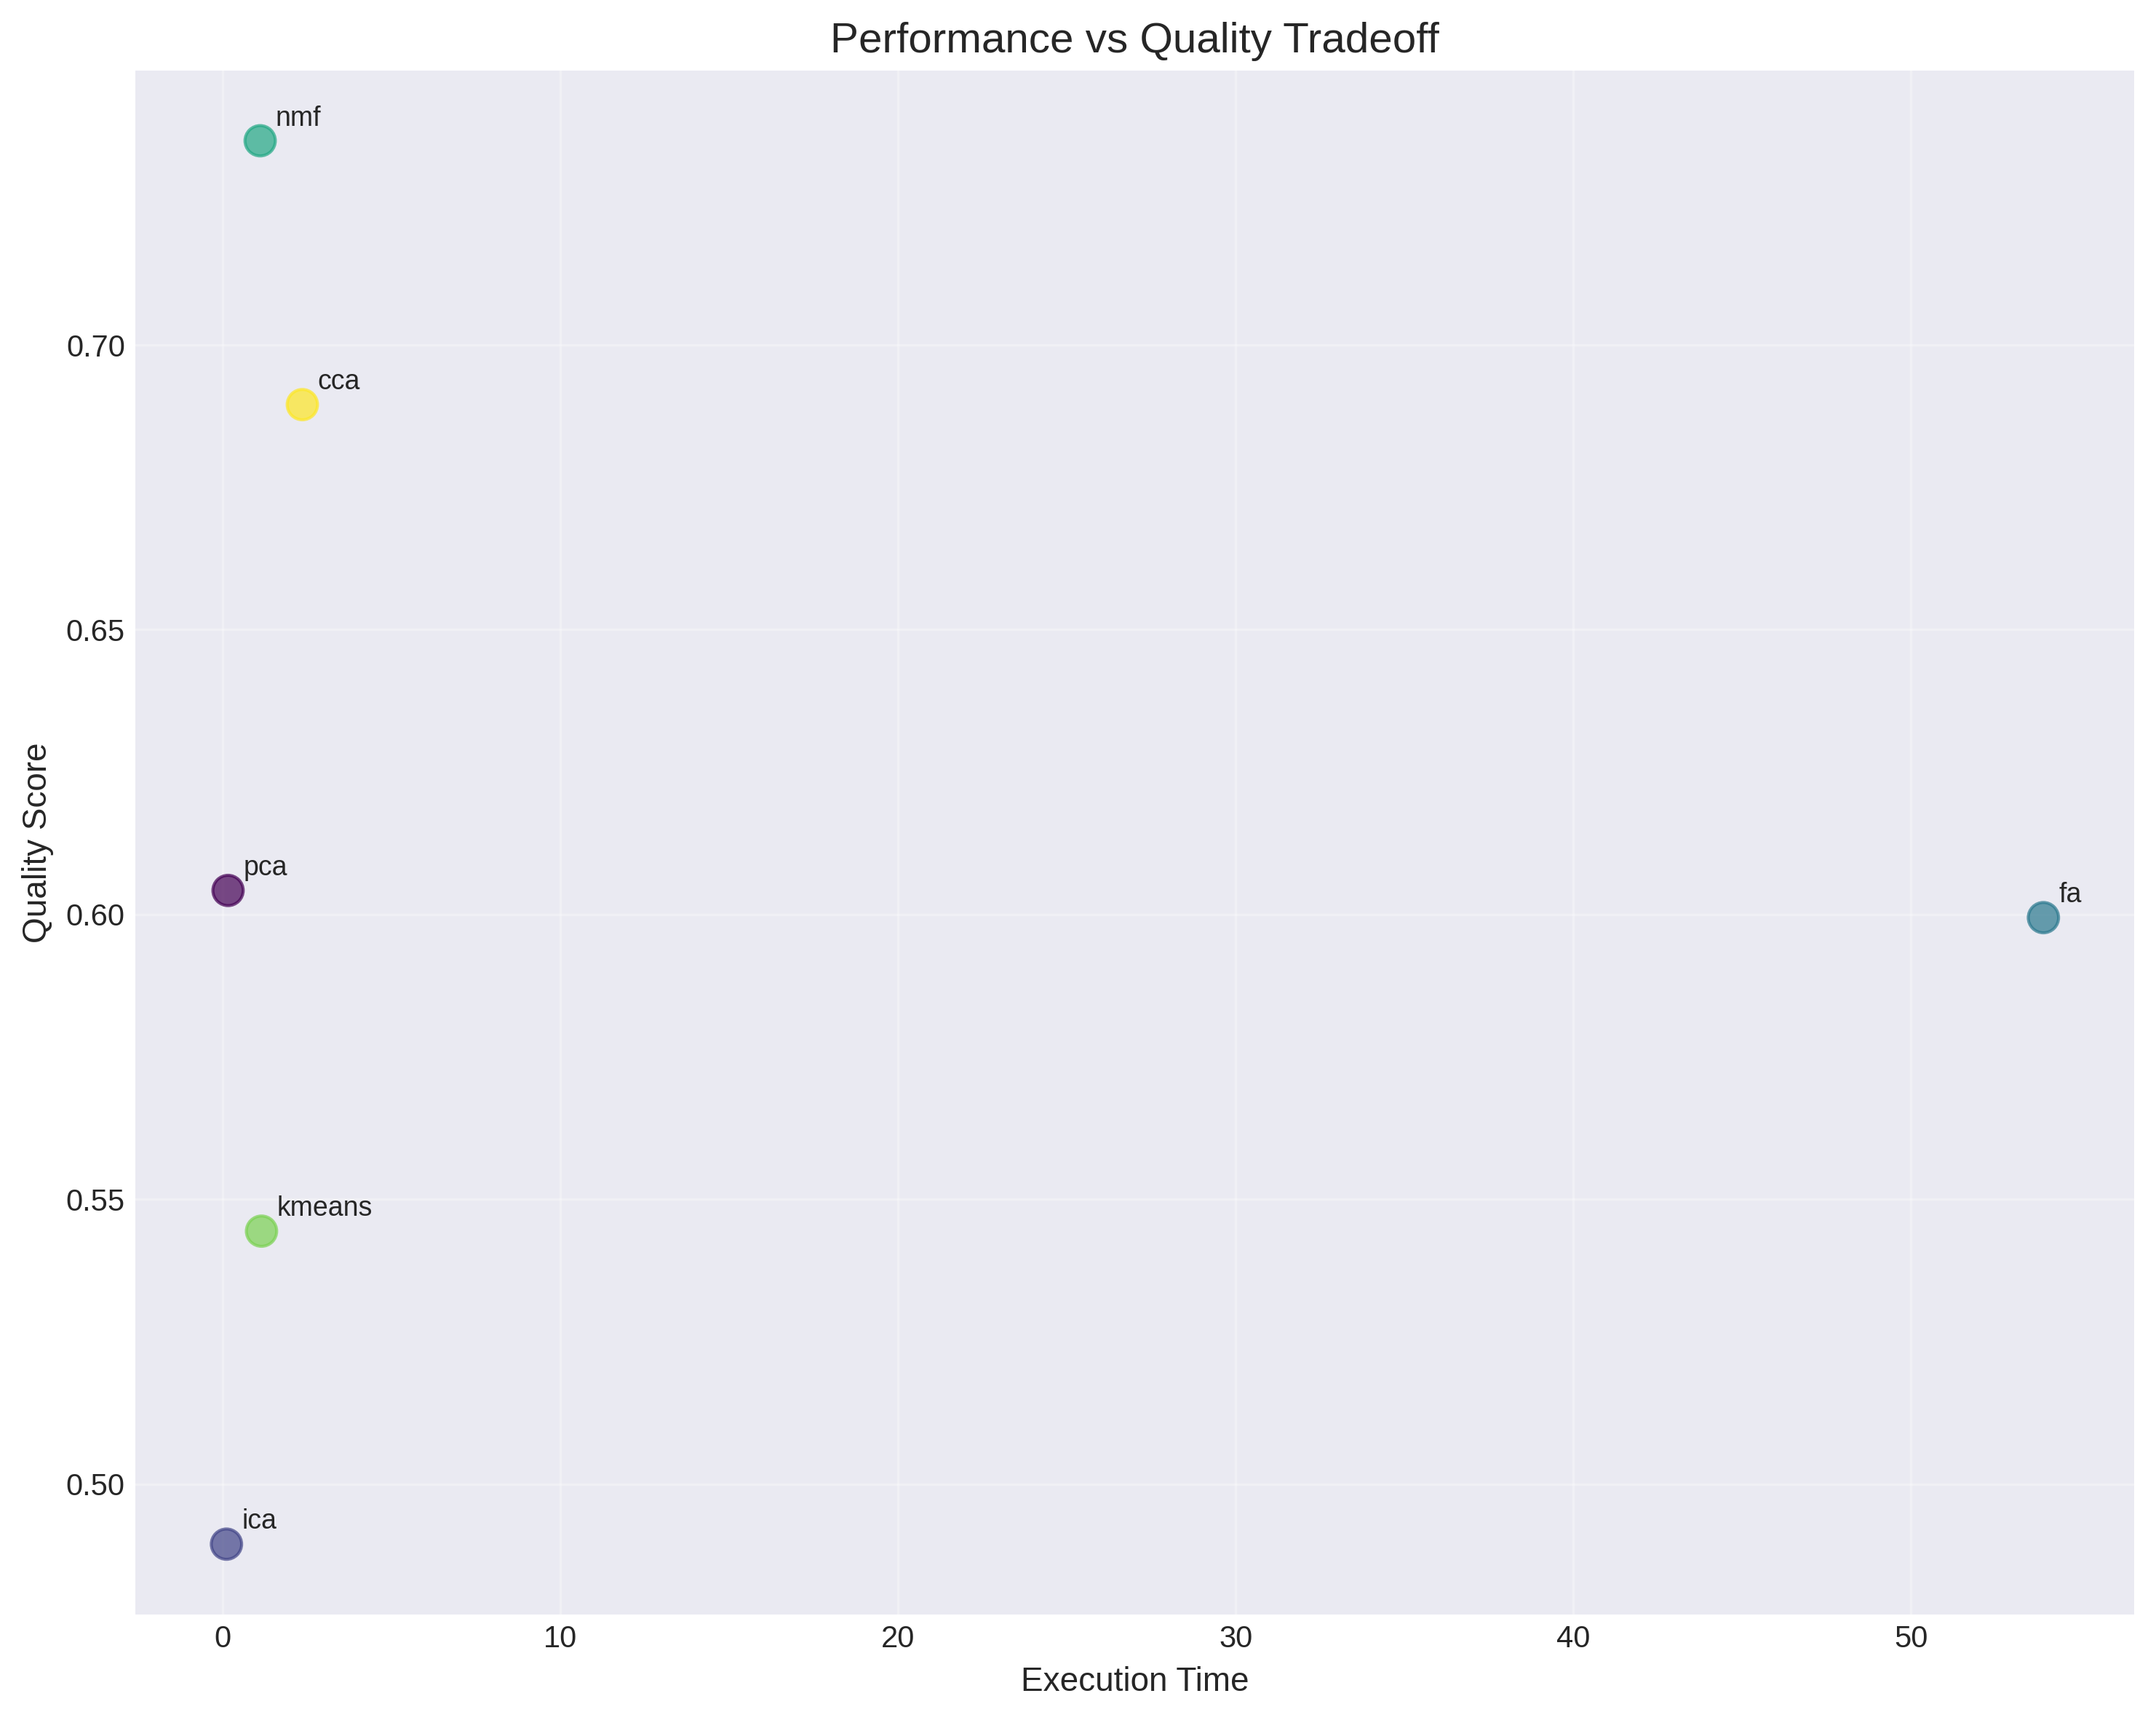 Performance vs Quality Tradeoff
nmf
0.70
cca
0.65
Quality Score
pca
0.60
fa
0.55
kmeans
0.50
ica
0 10 20 30 40 50
Execution Time